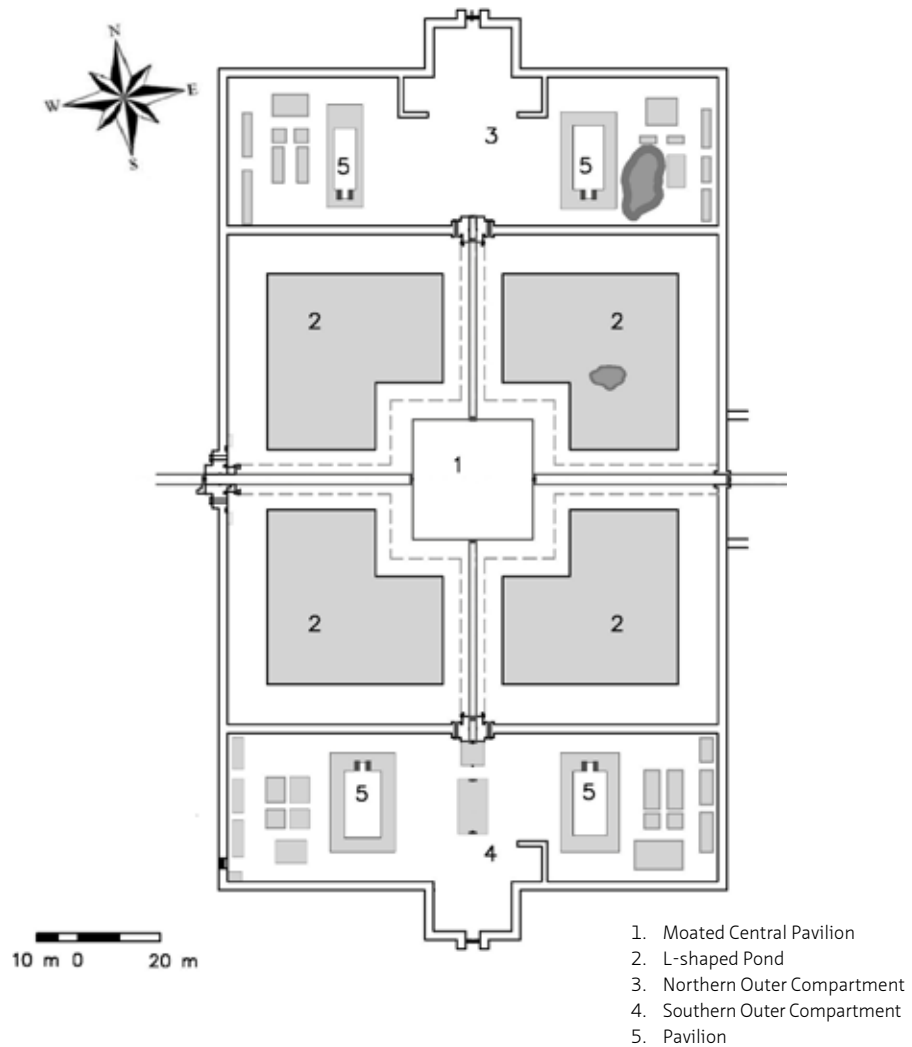 N
W E
S
3
5 5
2 2
1
2 2
5 5
4
10 m 0 20 m
1. Moated Central Pavilion
2. L-shaped Pond
3. Northern Outer Compartment
4. Southern Outer Compartment
5. Pavilion